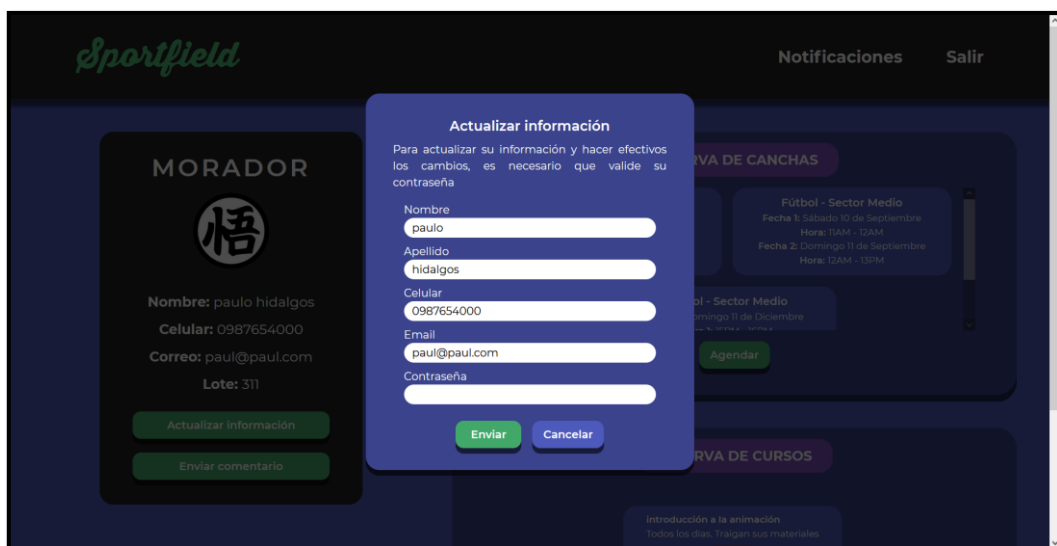 Sportfield
Notificaciones
Salir
MORADOR
悟
Nombre: paulo hidalgos
Celular: 0987654000
Correo: paul@paul.com
Lote: 311
Actualizar información
Enviar comentario
Actualizar información
Para actualizar su información y hacer efectivos
los cambios, es necesario que valide su
contraseña
Nombre
paulo
Apellido
hidalgos
Celular
0987654000
Email
paul@paul.com
Contraseña
Enviar
Cancelar
RVA DE CANCHAS
Fútbol - Sector Medio
Fecha 1: Sábado 10 de Septiembre
Hora: 11AM - 12AM
Fecha 2: Domingo 11 de Septiembre
Hora: 12AM - 13PM
ol - Sector Medio
omingo 11 de Diciembre
Agendar
RVA DE CURSOS
Introducción a la animación
Todos los días. Traigan sus materiales